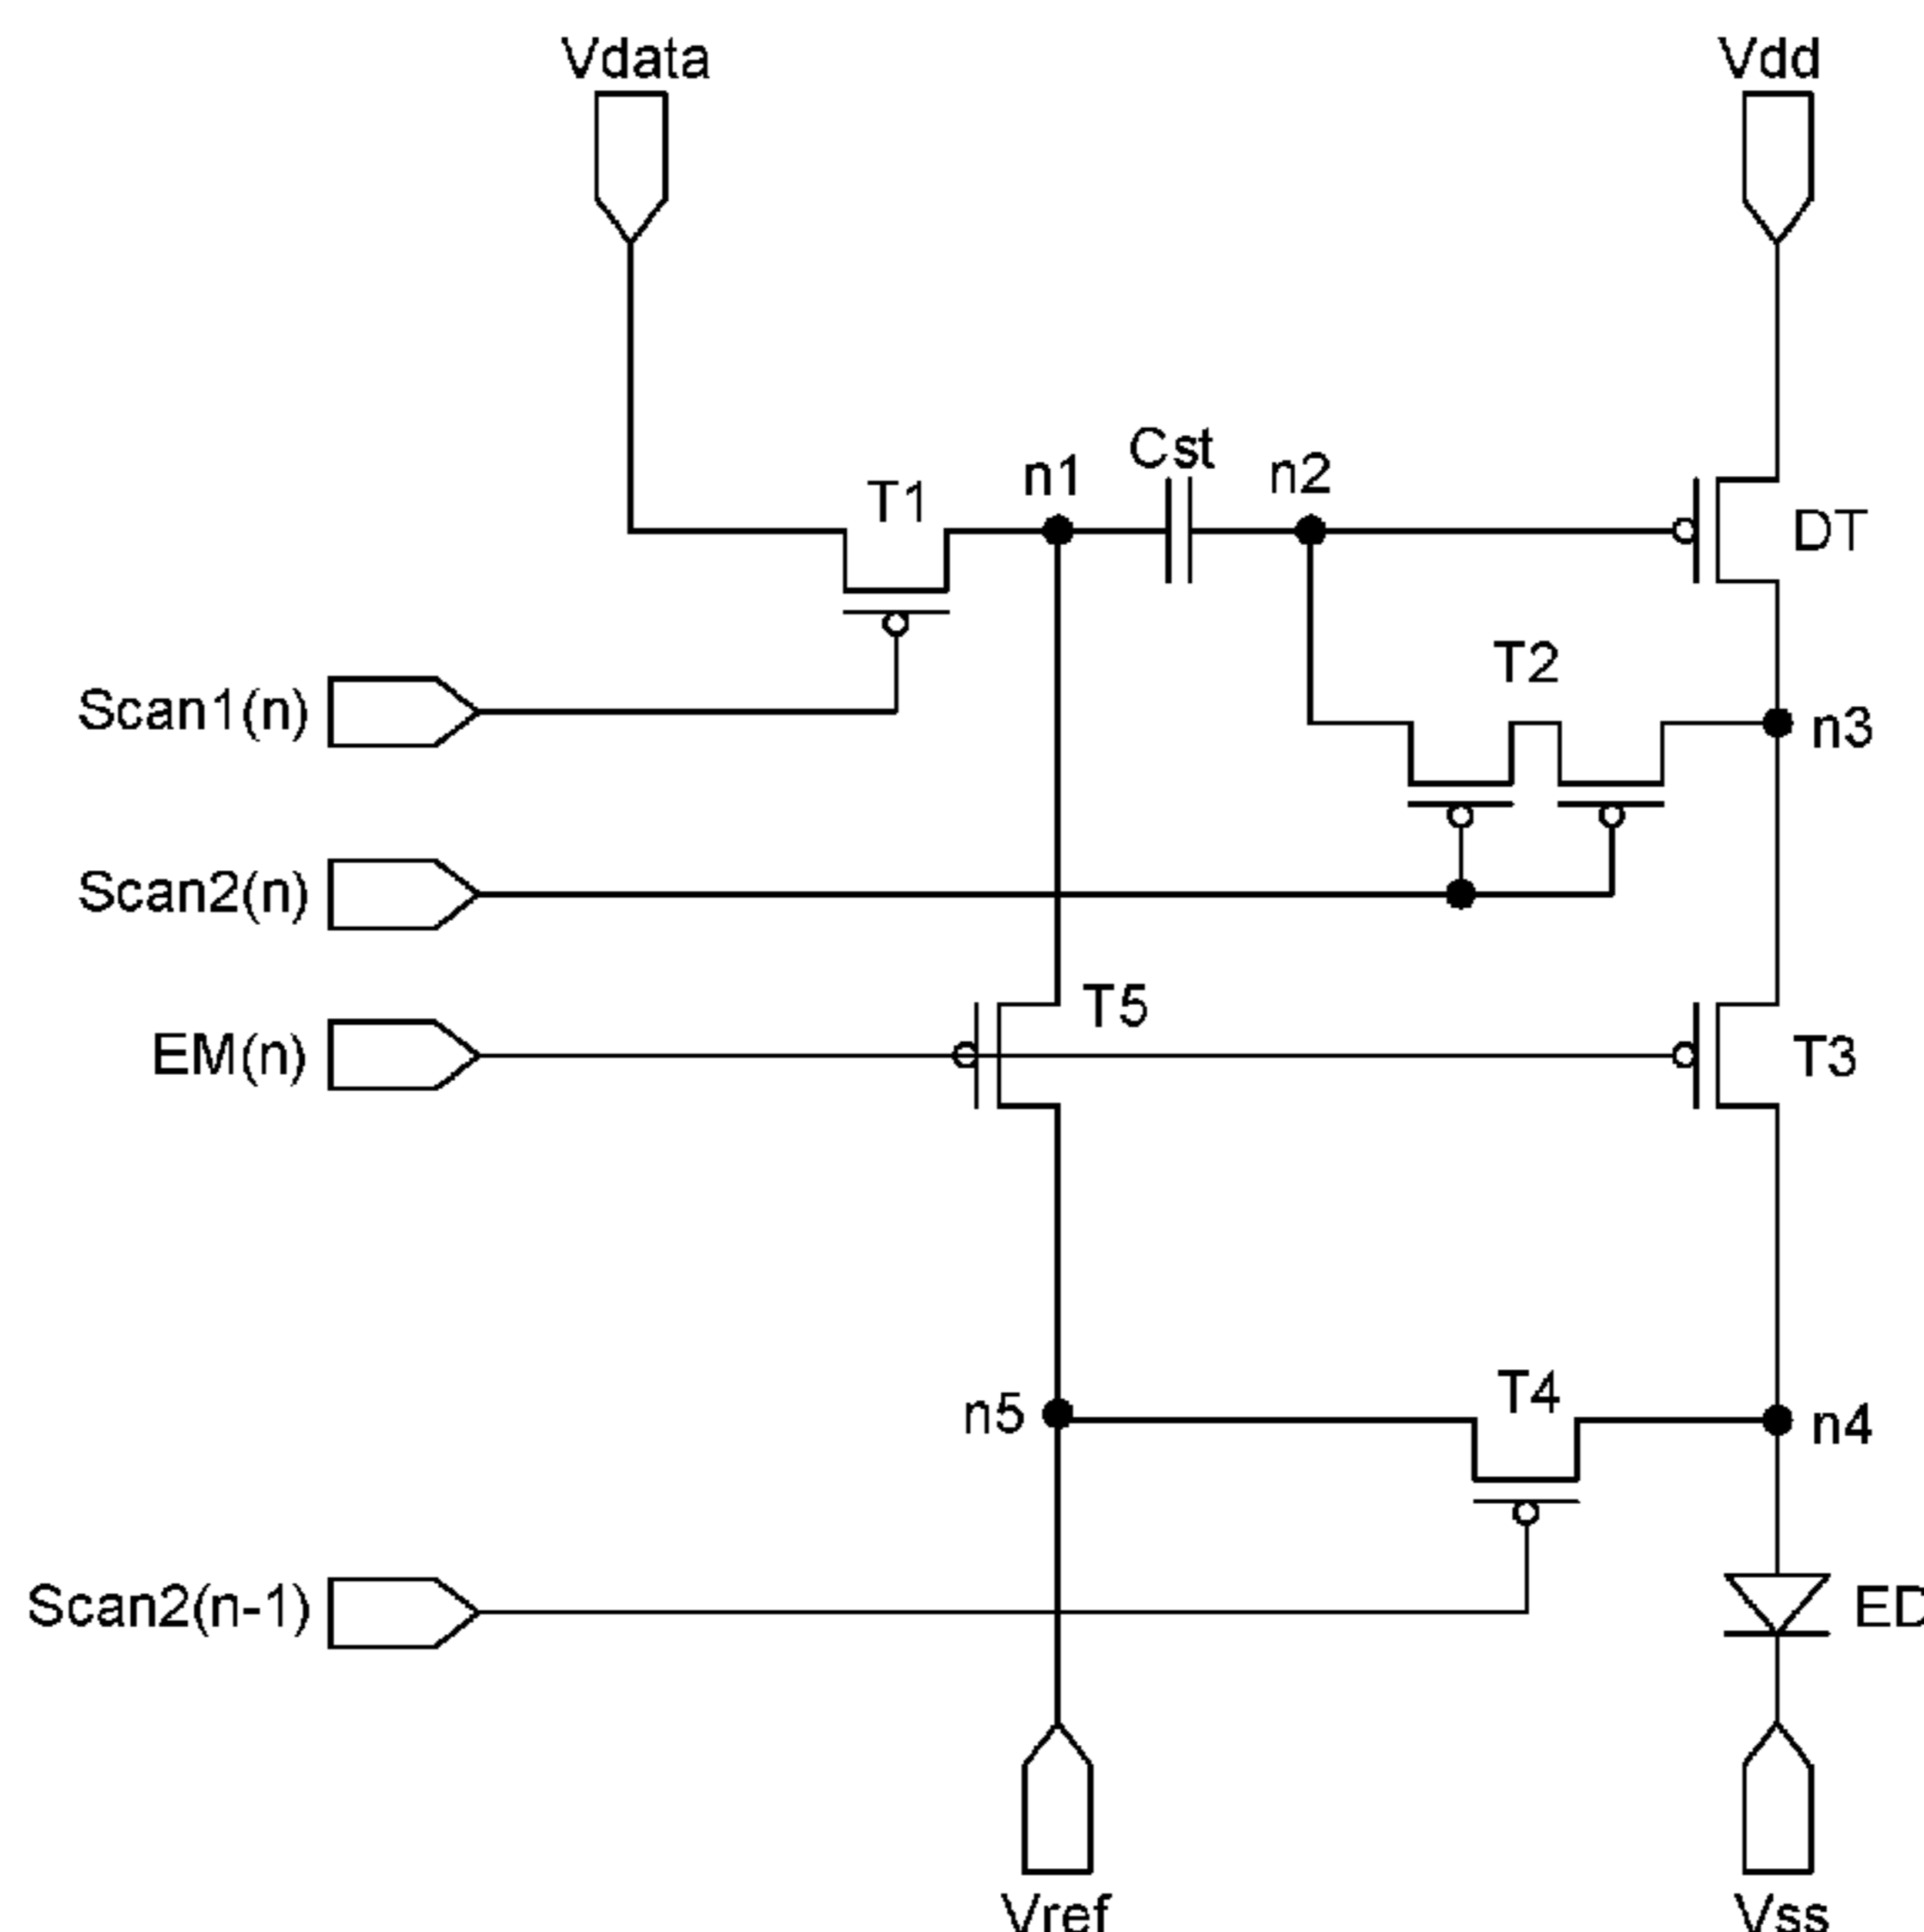 Vdata
Vdd
Cst
n1
n2
T1
DT
T2
Scan1(n)
n3
Scan2(n)
T5
EM(n)
T3
T4
n5
n4
Scan2(n-1)
ED
Vref
Vss